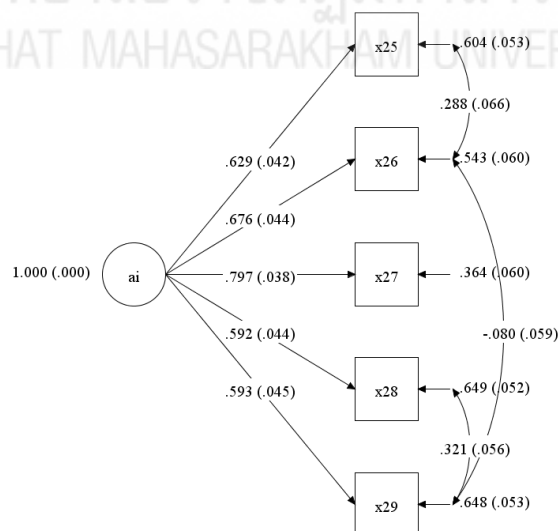 HAT MAHASARAKHAM UNIVER
x25
.604 (.053)
.288 (.066)
.629 (.042)
x26
.543 (.060)
.676 (.044)
1.000 (.000)
ai
.797 (.038)
x27
.364 (.060)
-.080 (.059)
.592 (.044)
x28
.649 (.052)
.593 (.045)
.321 (.056)
x29
.648 (.053)